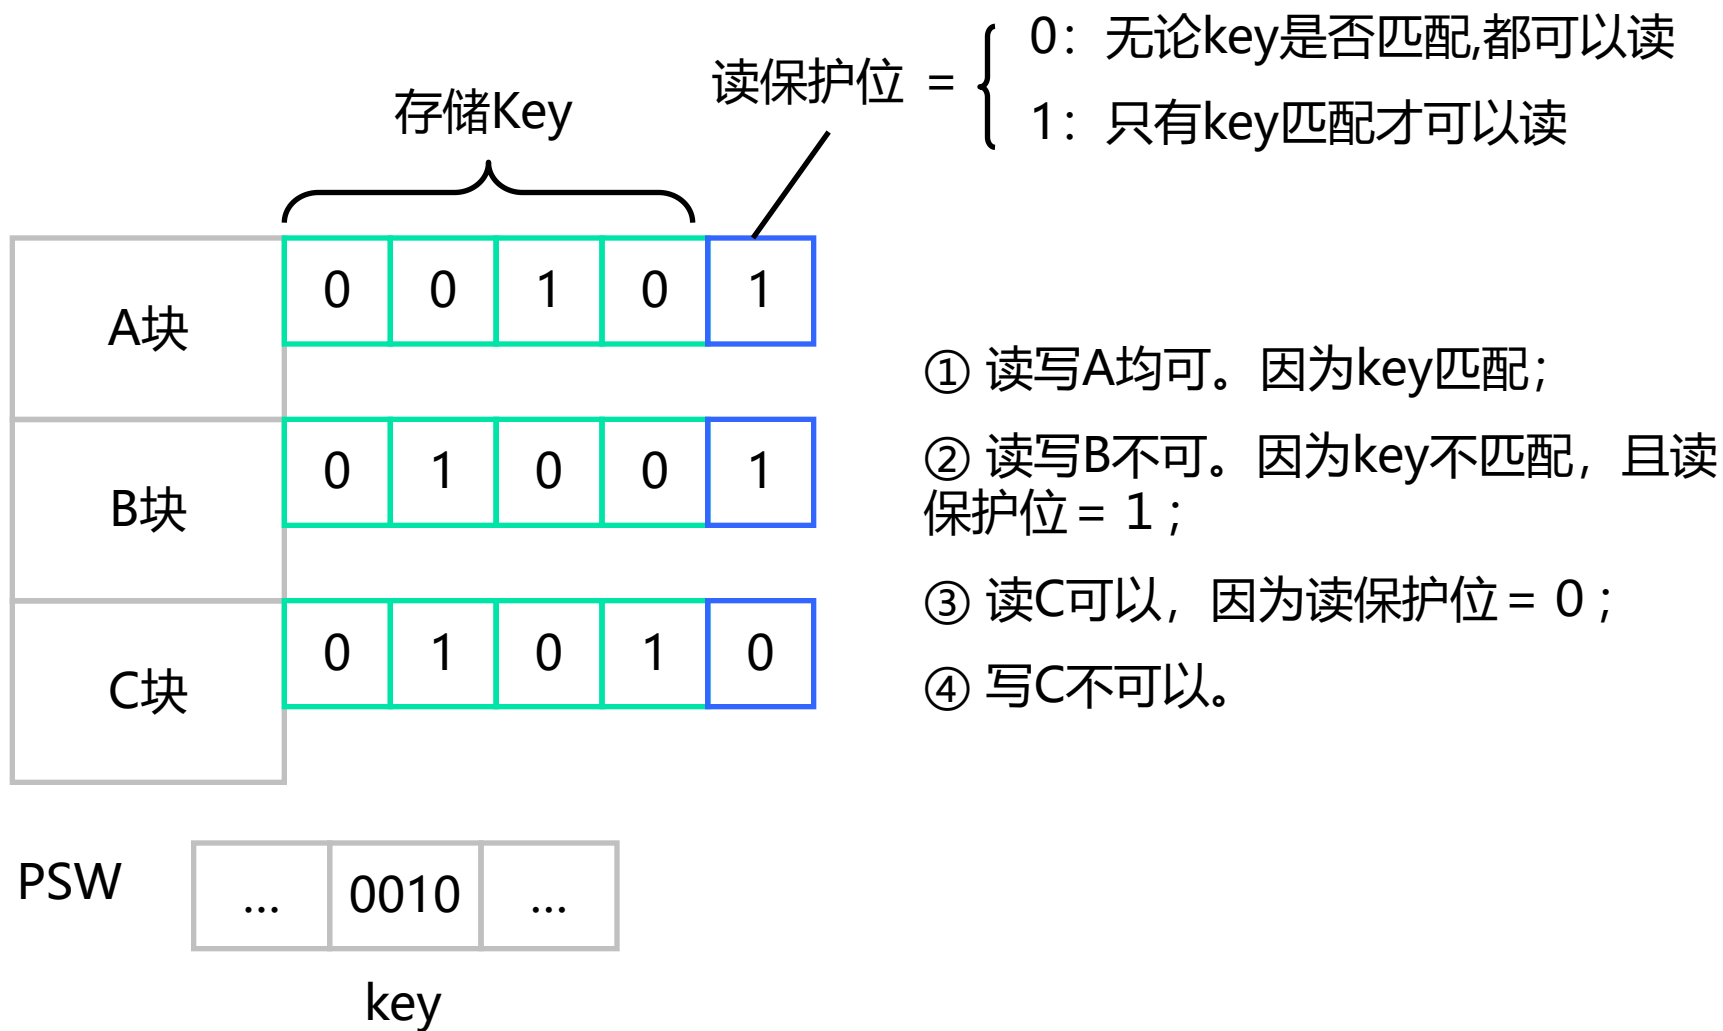 0：无论key是否匹配,都可以读
读保护位 =
1：只有key匹配才可以读
存储Key
A块 0 0 1 0 1
B块 0 1 0 0 1
C块 0 1 0 1 0
① 读写A均可。因为key匹配；
② 读写B不可。因为key不匹配，且读
保护位 = 1；
③ 读C可以，因为读保护位 = 0；
④ 写C不可以。
PSW ... 0010 ...
key